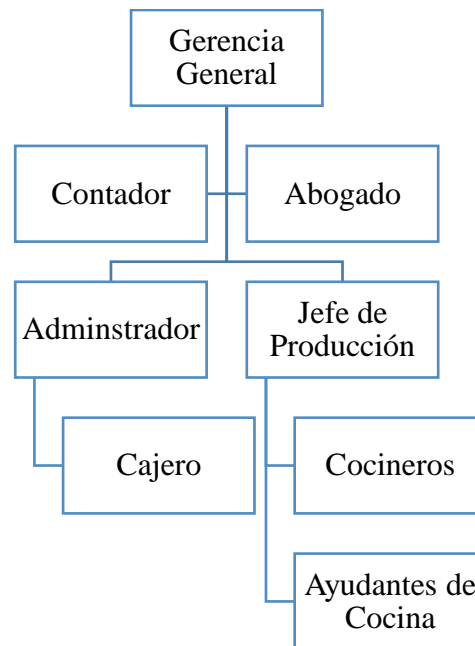 Gerencia
General
Contador
Abogado
Adminstrador
Jefe de
Producción
Cajero
Cocineros
Ayudantes de
Cocina